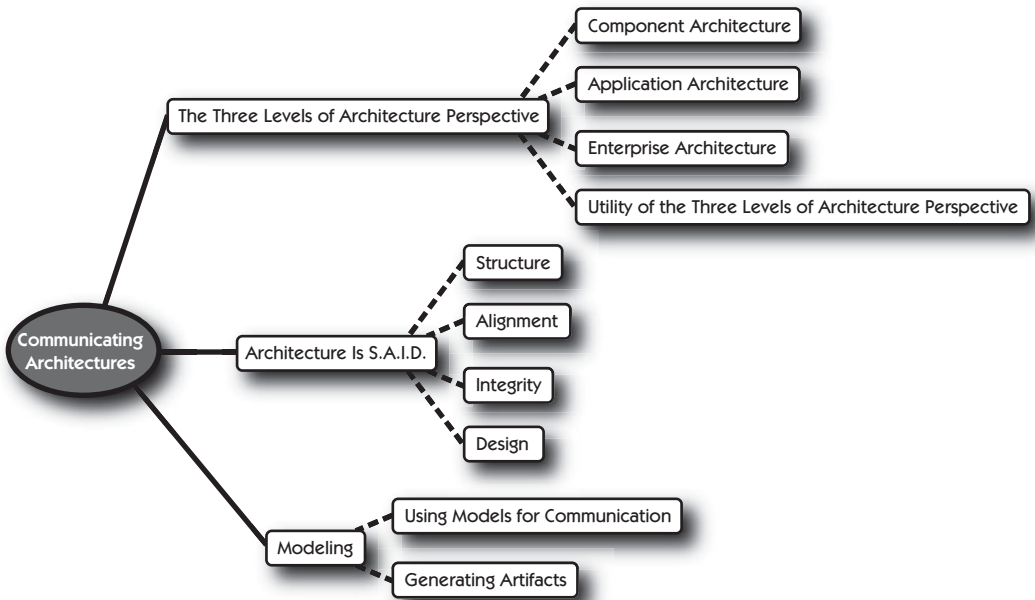 Component Architecture
Application Architecture
The Three Levels of Architecture Perspective
Enterprise Architecture
Utility of the Three Levels of Architecture Perspective
Structure
Alignment
Communicating
Architectures
Architecture Is S.A.I.D.
Integrity
Design
Using Models for Communication
Modeling
Generating Artifacts